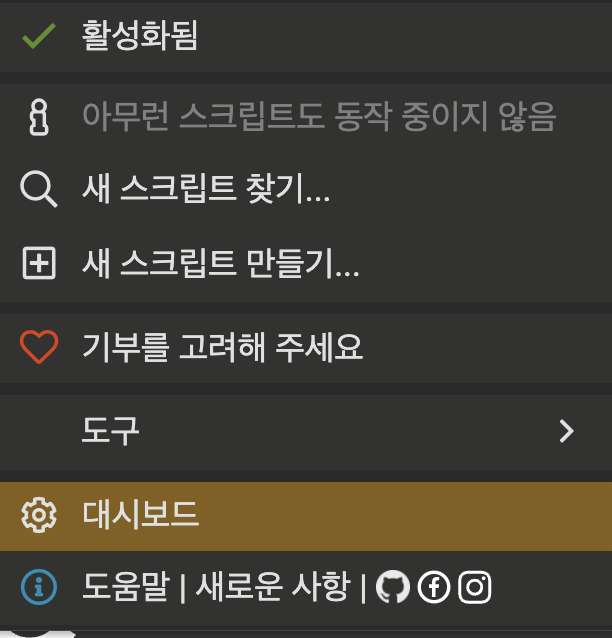 활성화됨
아무런 스크립트도 동작 중이지 않음
새 스크립트 찾기...
새 스크립트 만들기...
기부를 고려해 주세요
도구
대시보드
도움말 | 새로운 사항 |